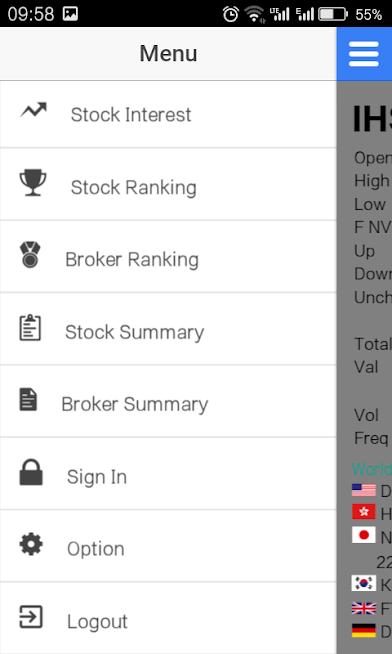 09:58
LTE
E
55%
Menu
Stock Interest
Stock Ranking
Broker Ranking
Stock Summary
Broker Summary
Sign In
Option
Logout
IHS
Open
High
Low
F NV
Up
Down
Unch
Total
Val
Vol
Freq
World
D
H
N
22
K
F
D